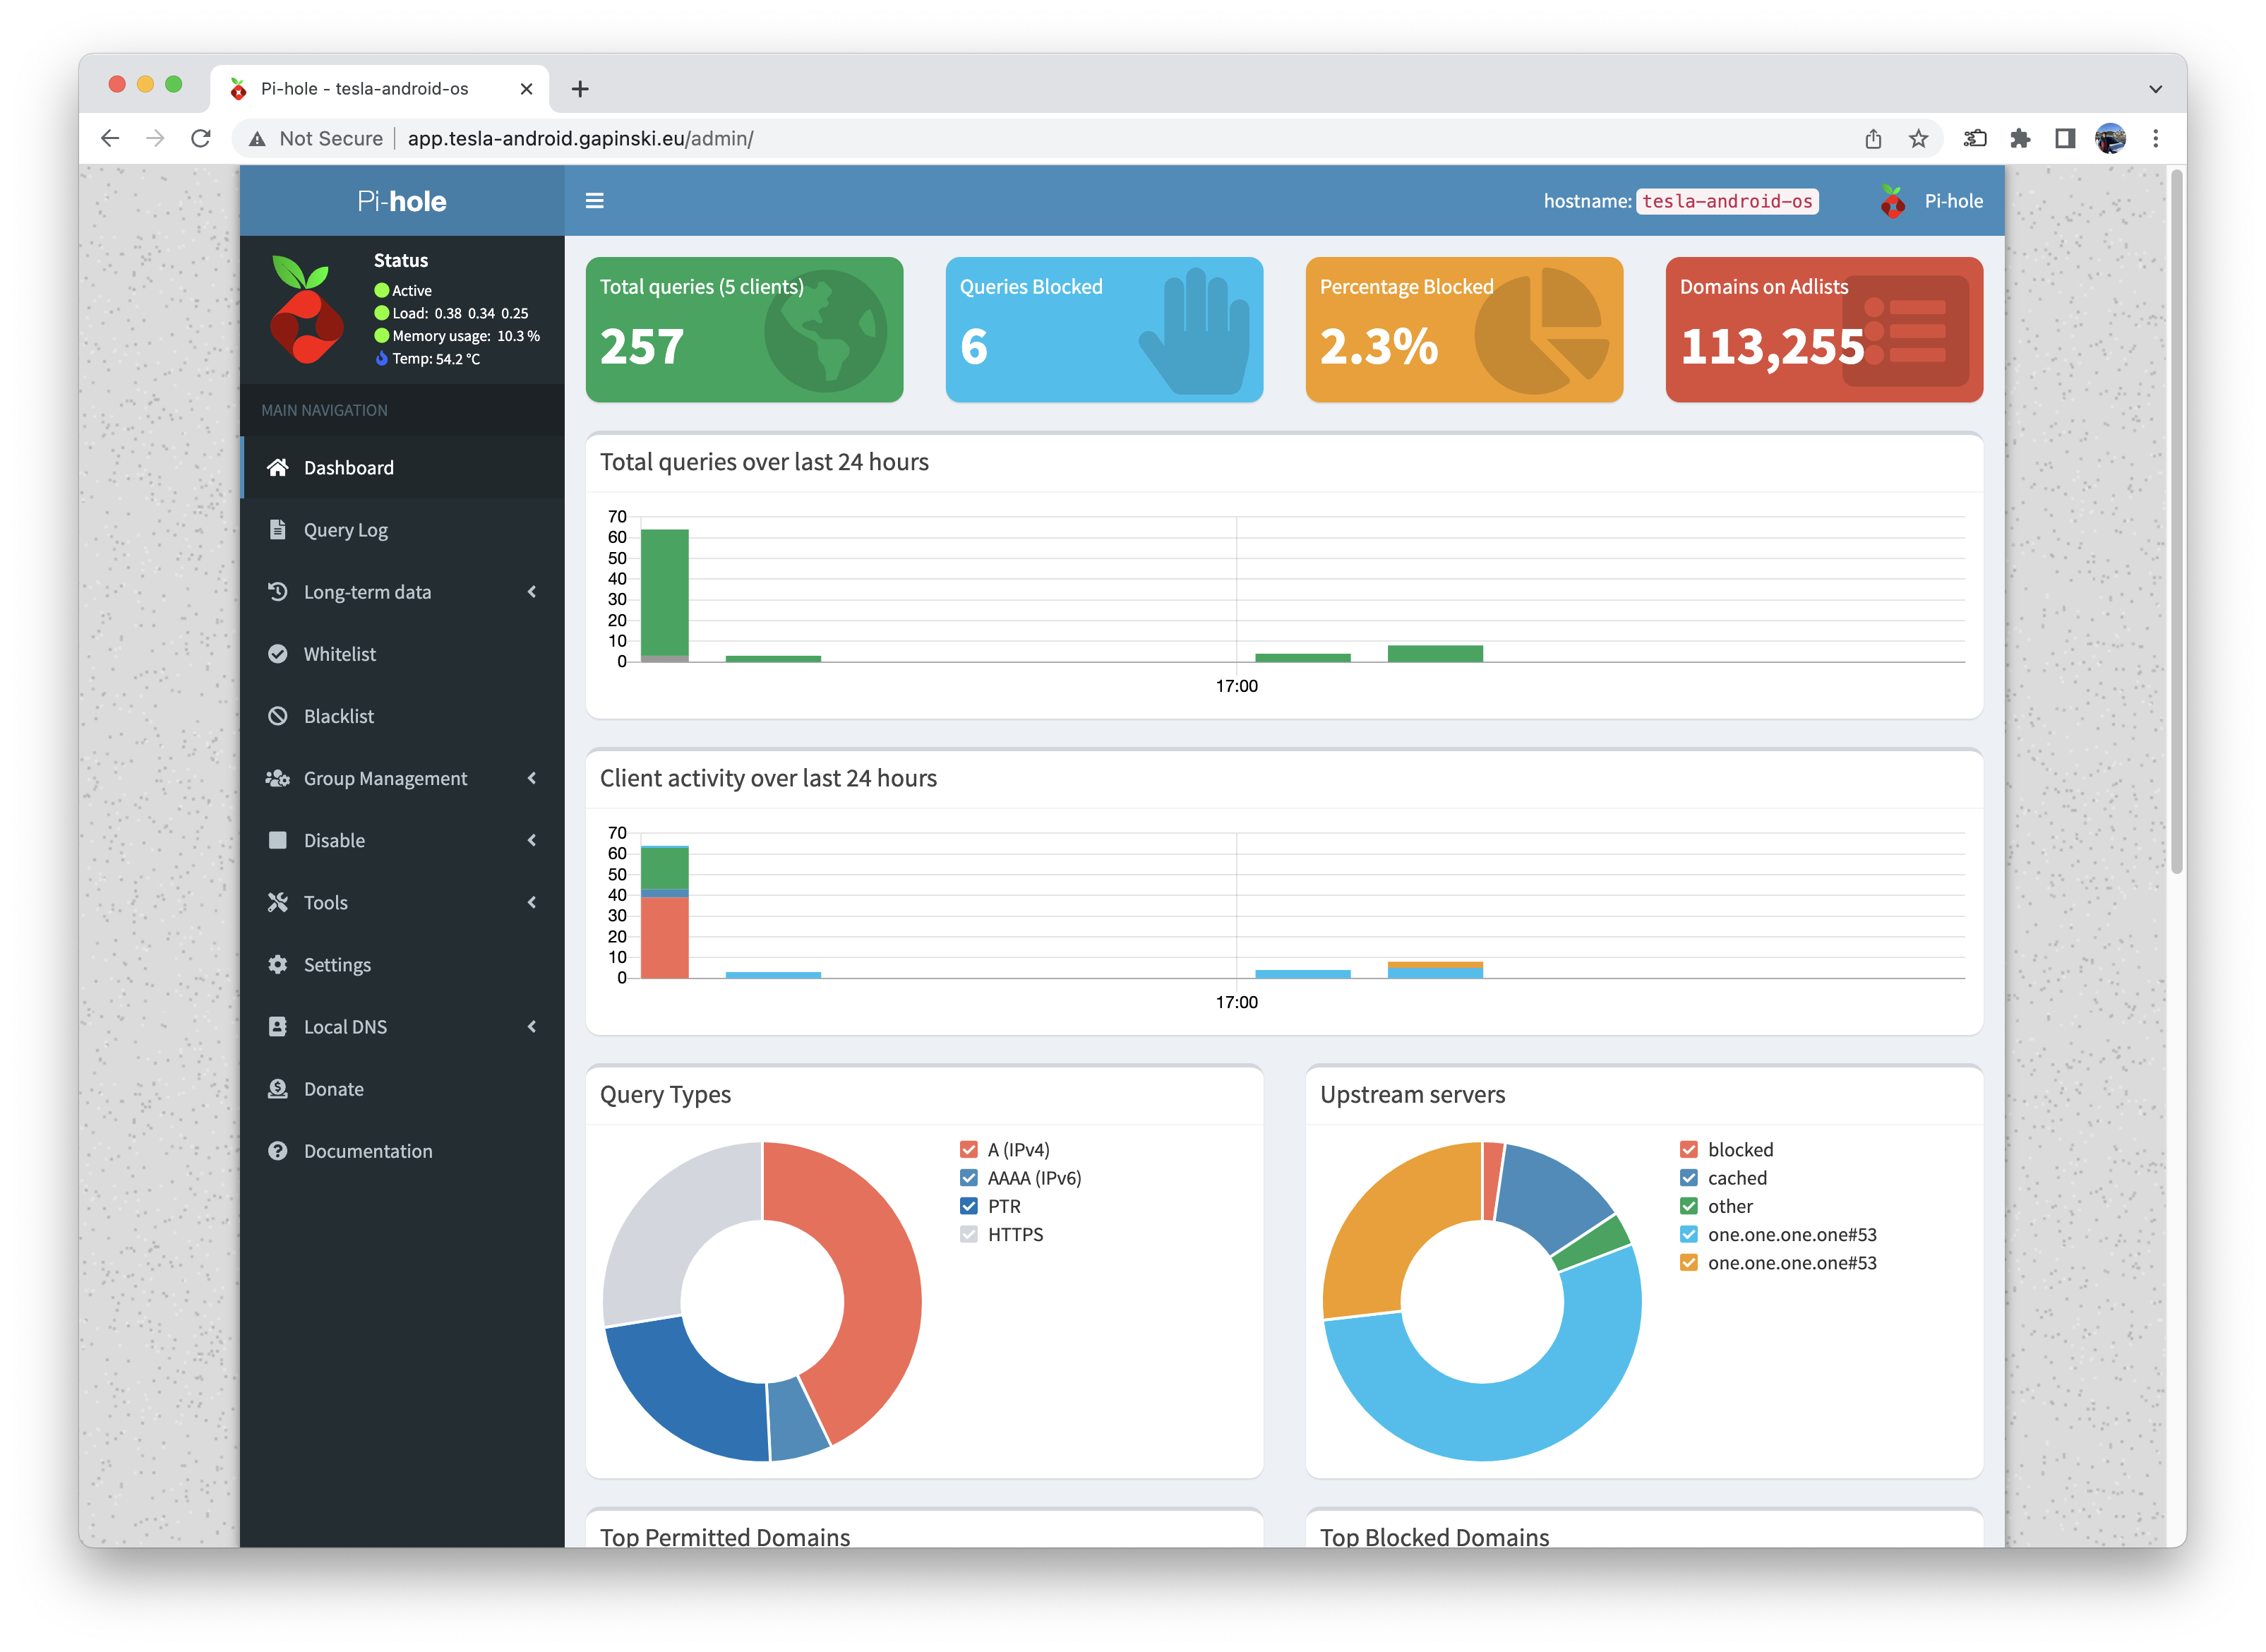 Pi-hole - tesla-android-os
Not Secure | app.tesla-android.gapinski.eu/admin/
Pi-hole
hostname: tesla-android-os
Pi-hole
Status
Active
Load: 0.38 0.34 0.25
Memory usage: 10.3 %
Temp: 54.2 °C
MAIN NAVIGATION
Dashboard
Query Log
Long-term data
Whitelist
Blacklist
Group Management
Disable
Tools
Settings
Local DNS
Donate
Documentation
Total queries (5 clients)
257
Queries Blocked
6
Percentage Blocked
2.3%
Domains on Adlists
113,255
Total queries over last 24 hours
70
60
50
40
30
20
10
0
17:00
Client activity over last 24 hours
70
60
50
40
30
20
10
0
17:00
Query Types
A (IPv4)
AAAA (IPv6)
PTR
HTTPS
Upstream servers
blocked
cached
other
one.one.one.one#53
one.one.one.one#53
Top Permitted Domains
Top Blocked Domains